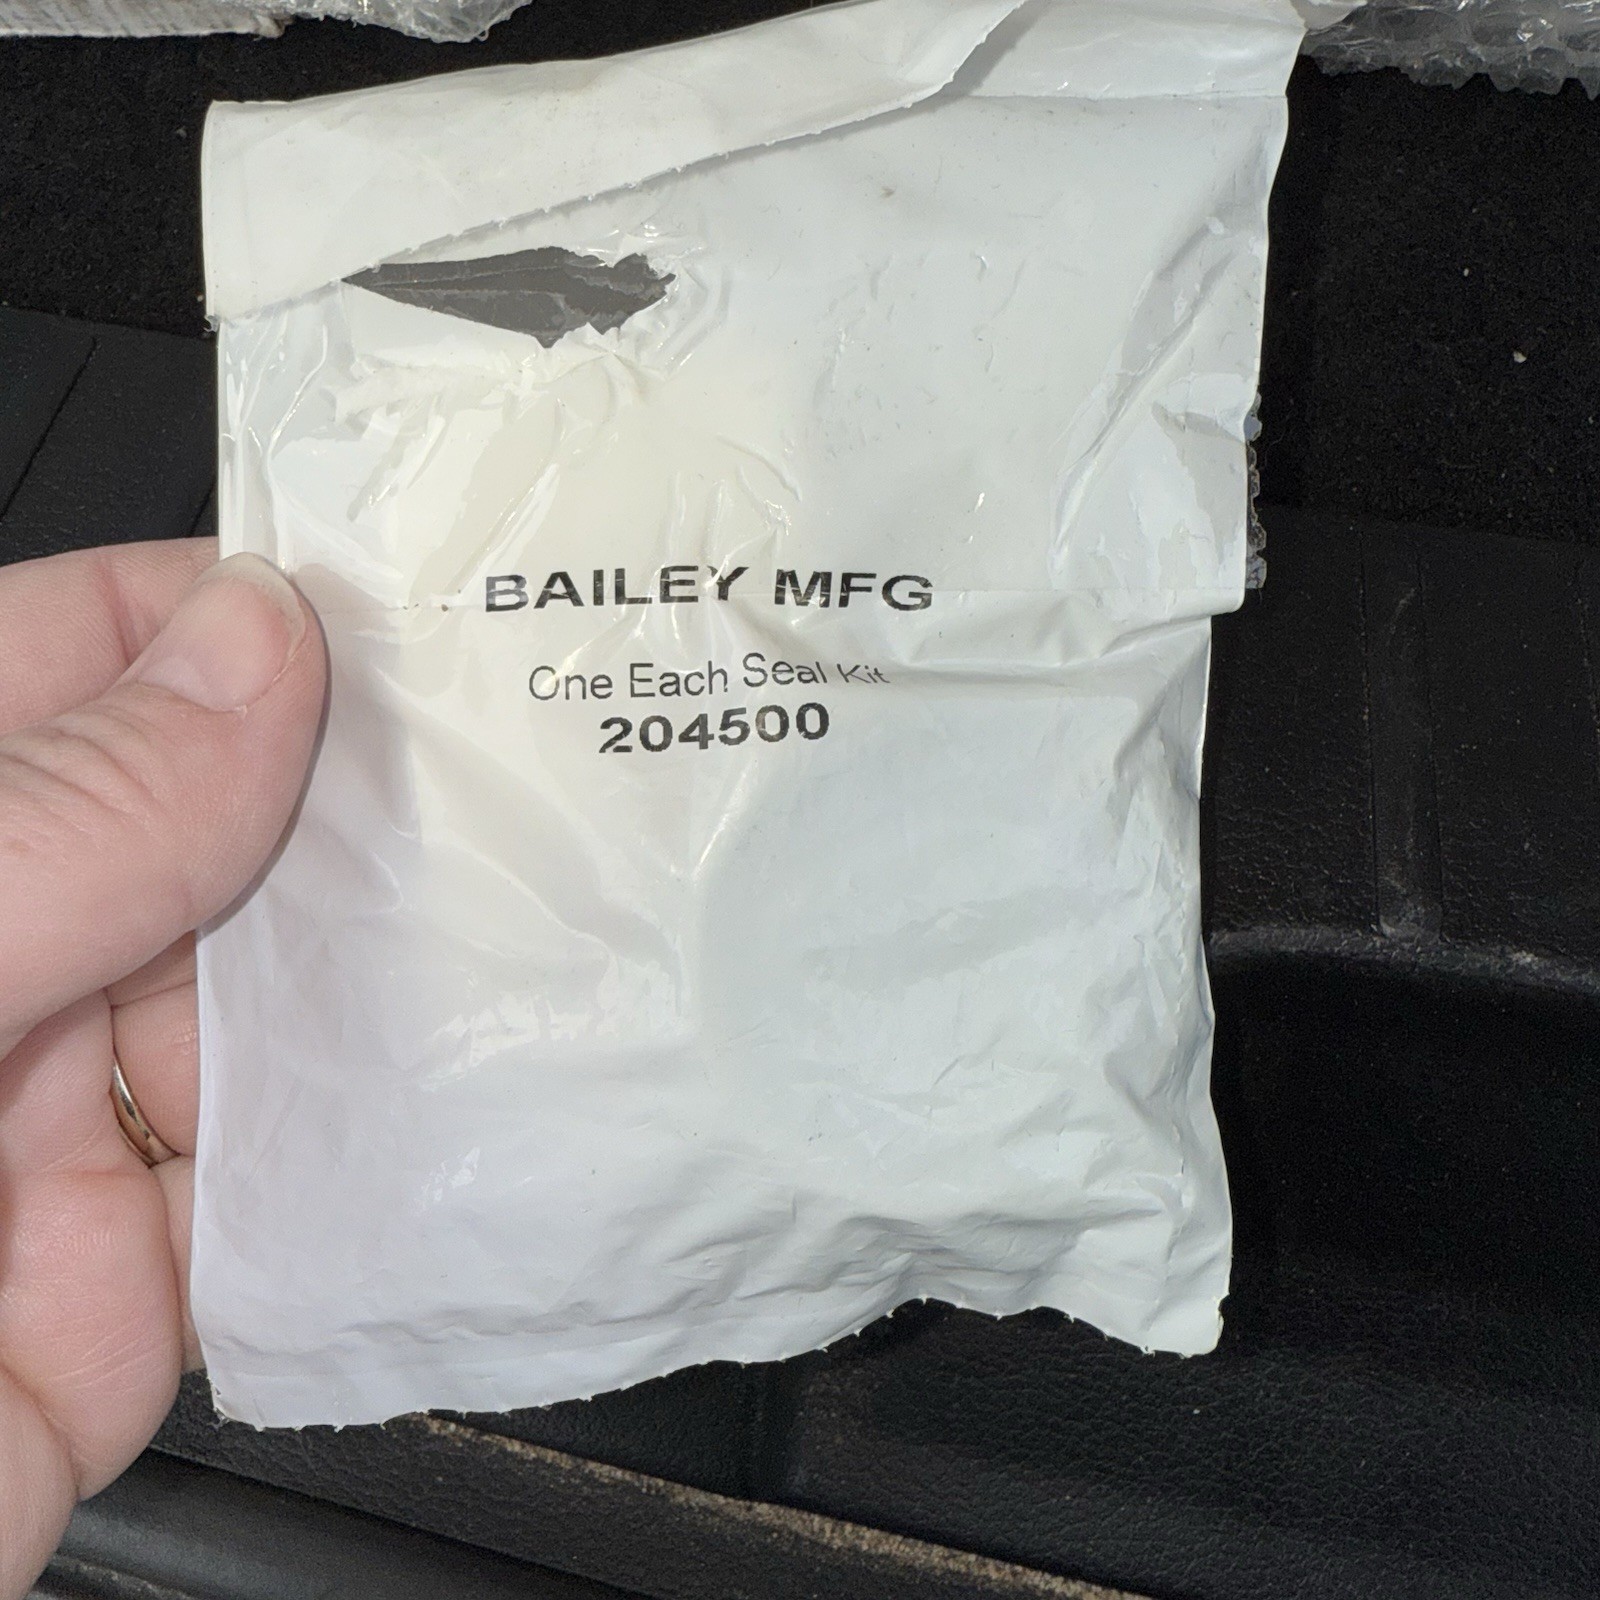 BAILEY MFG
One Each Seal Kit
204500